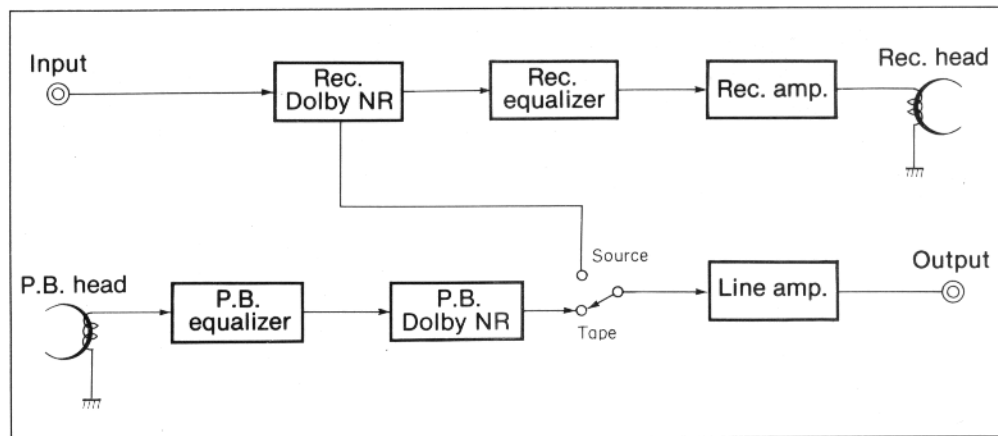 Input
Rec.
Dolby NR
Rec.
equalizer
Rec. amp.
Rec. head
P.B. head
P.B.
equalizer
P.B.
Dolby NR
Source
Tape
Line amp.
Output